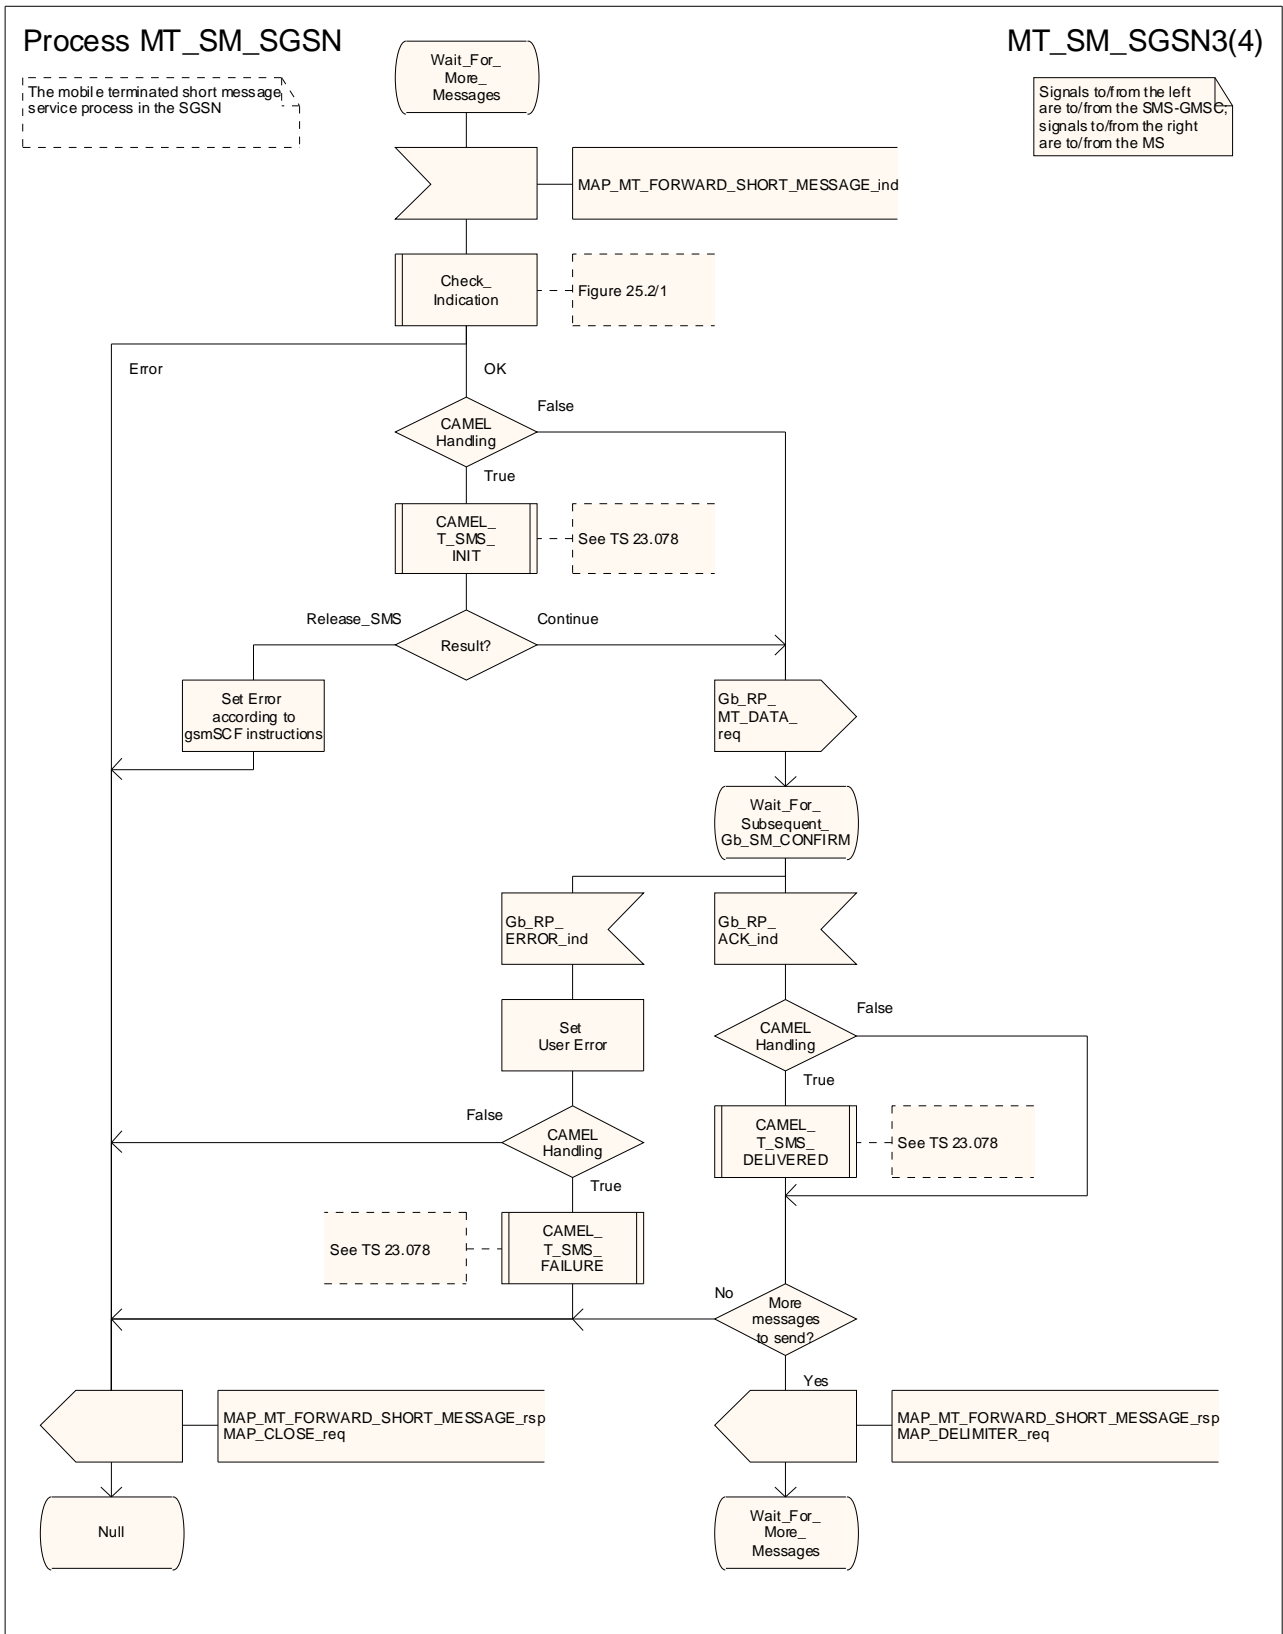 Process MT_SM_SGSN
MT_SM_SGSN3(4)
The mobile terminated short message
service process in the SGSN
Wait_For_
More_
Messages
Signals to/from the left
are to/from the SMS-GMSC;
signals to/from the right
are to/from the MS
MAP_MT_FORWARD_SHORT_MESSAGE_ind
Check_
Indication
Figure 25.2/1
Error
OK
CAMEL
Handling
False
True
CAMEL_
T_SMS_
INIT
See TS 23.078
Release_SMS
Result?
Continue
Set Error
according to
gsmSCF instructions
Gb_RP_
MT_DATA_
req
Wait_For_
Subsequent_
Gb_SM_CONFIRM
Gb_RP_
ERROR_ind
Gb_RP_
ACK_ind
Set
User Error
CAMEL
Handling
False
True
False
CAMEL
Handling
True
CAMEL_
T_SMS_
DELIVERED
See TS 23.078
See TS 23.078
CAMEL_
T_SMS_
FAILURE
No
More
messages
to send?
Yes
MAP_MT_FORWARD_SHORT_MESSAGE_rsp
MAP_CLOSE_req
MAP_MT_FORWARD_SHORT_MESSAGE_rsp
MAP_DELIMITER_req
Null
Wait_For_
More_
Messages